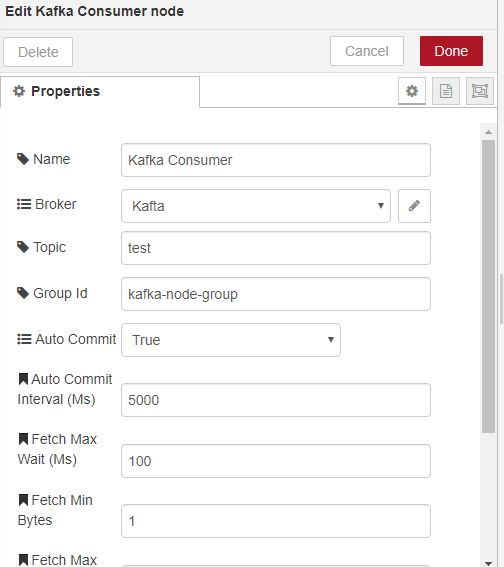 Edit Kafka Consumer node
Delete
Cancel
Done
Properties
Name
Kafka Consumer
Broker
Kafta
Topic
test
Group Id
kafka-node-group
Auto Commit
True
Auto Commit
Interval (Ms)
5000
Fetch Max
Wait (Ms)
100
Fetch Min
Bytes
1
Fetch Max